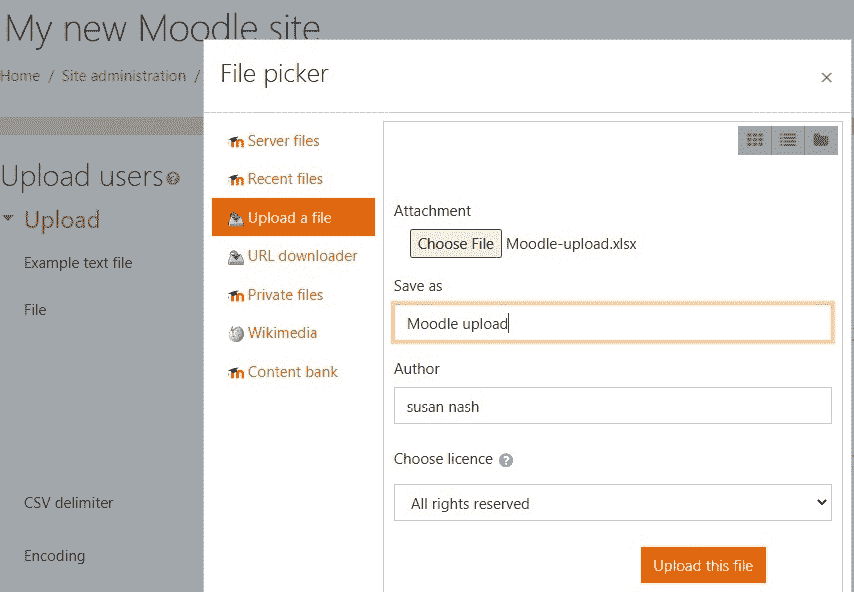 My new Moodle site
Home / Site administration /
File picker
×
Server files
Recent files
Upload a file
URL downloader
Private files
Wikimedia
Content bank
Upload users
Upload
Example text file
File
CSV delimiter
Encoding
Attachment
Choose File Moodle-upload.xlsx
Save as
Moodle upload
Author
susan nash
Choose licence ?
All rights reserved
Upload this file